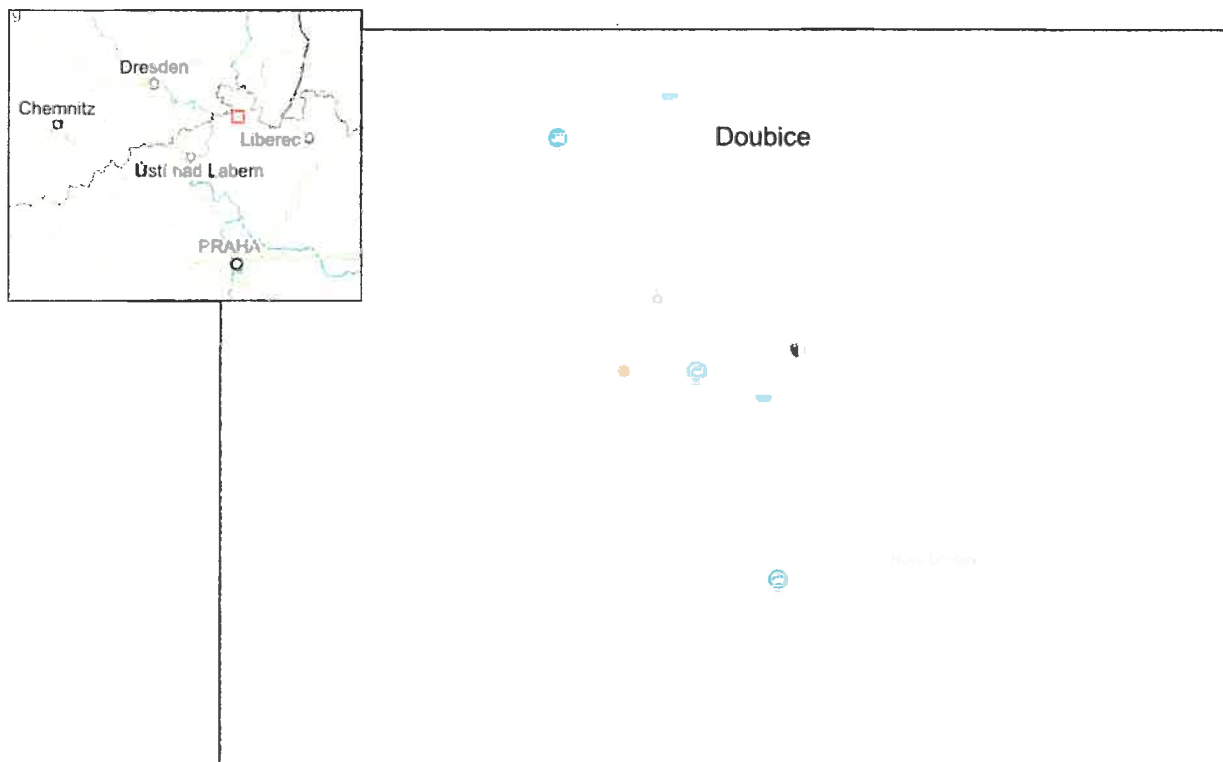 Dresden
Chemnitz
Liberec
Ústí nad Labem
PRAHA
Doubice